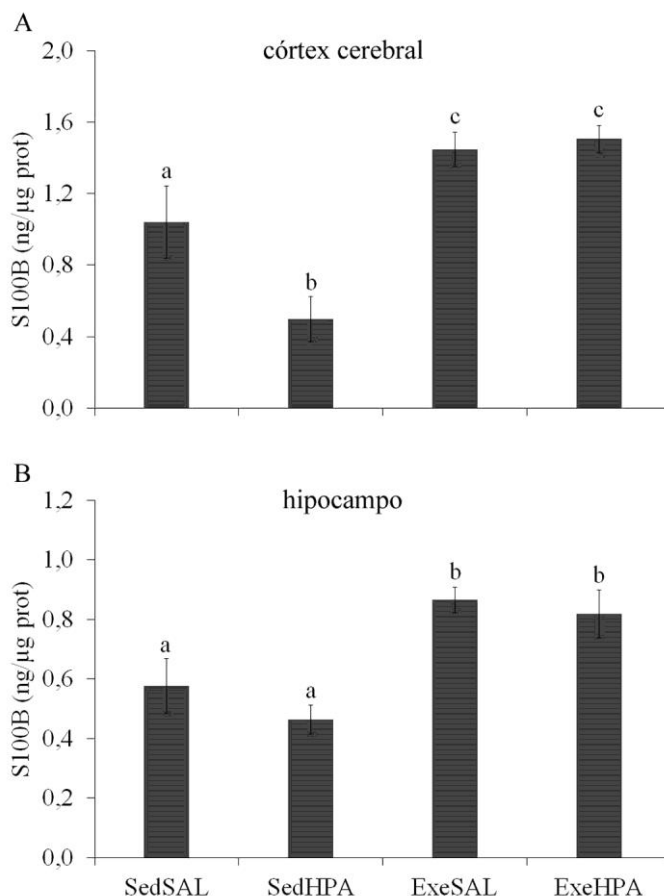 A
córtex cerebral
S100B (ng/µg prot)
2,0
1,6
1,2
0,8
0,4
0,0
a
b
c
c
B
hipocampo
S100B (ng/µg prot)
1,2
1,0
0,8
0,6
0,4
0,2
0,0
a
a
b
b
SedSAL SedHPA ExeSAL ExeHPA